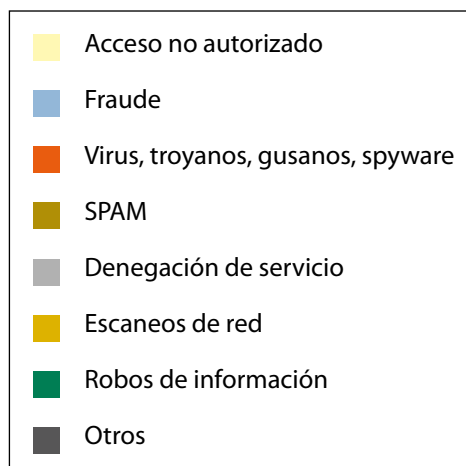 Acceso no autorizado
Fraude
Virus, troyanos, gusanos, spyware
SPAM
Denegación de servicio
Escaneos de red
Robos de información
Otros